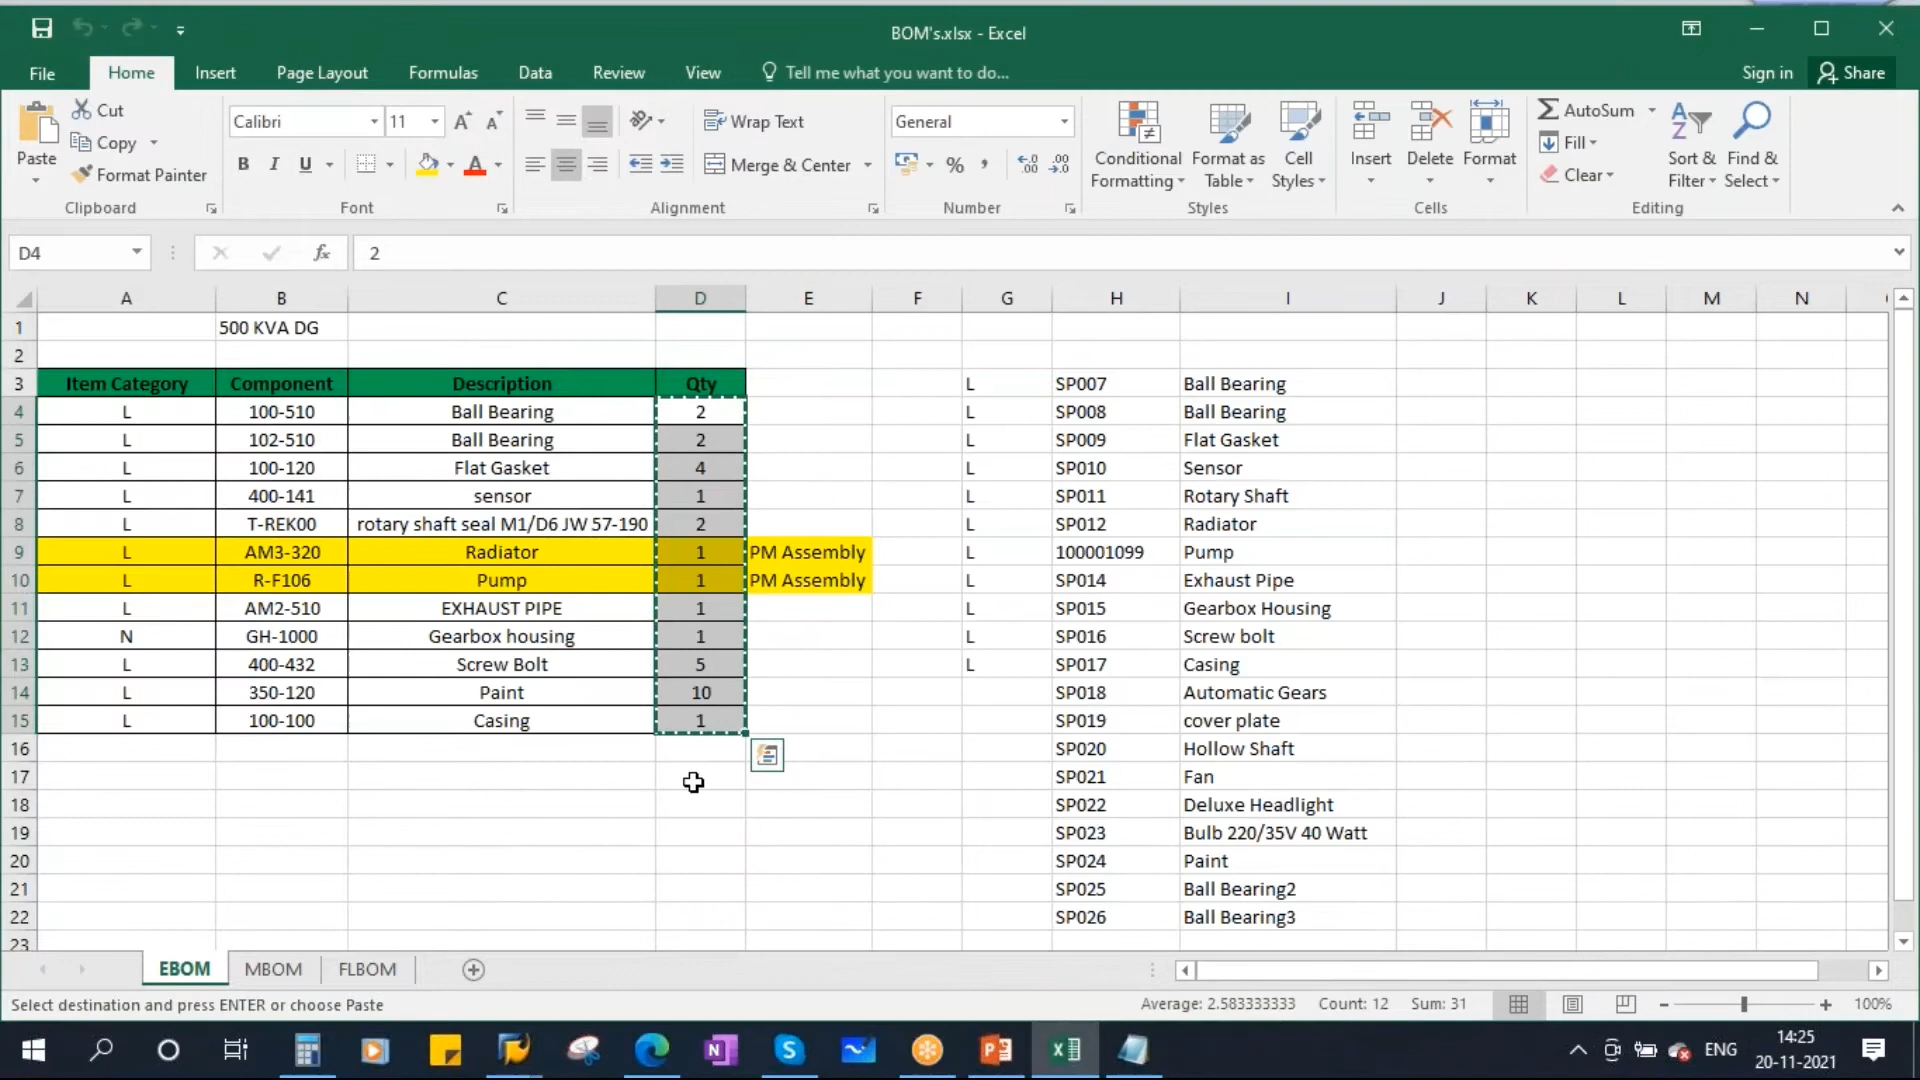 BOM's.xlsx - Excel
File Home Insert Page Layout Formulas Data Review View Tell me what you want to do... Sign in Share
Paste Cut Copy Format Painter Clipboard
Calibri 11 B I U A Font
Wrap Text Merge & Center Alignment
General % Number
Conditional Formatting Format as Table Cell Styles Styles
Insert Delete Format Cells
AutoSum Fill Clear Sort & Filter Find & Select Editing
D4 fx 2
A B C D E F G H I J K L M N
1 500 KVA DG
2
3 Item Category Component Description Qty L SP007 Ball Bearing
4 L 100-510 Ball Bearing 2 L SP008 Ball Bearing
5 L 102-510 Ball Bearing 2 L SP009 Flat Gasket
6 L 100-120 Flat Gasket 4 L SP010 Sensor
7 L 400-141 sensor 1 L SP011 Rotary Shaft
8 L T-REK00 rotary shaft seal M1/D6 JW 57-190 2 L SP012 Radiator
9 L AM3-320 Radiator 1 PM Assembly L 100001099 Pump
10 L R-F106 Pump 1 PM Assembly L SP014 Exhaust Pipe
11 L AM2-510 EXHAUST PIPE 1 L SP015 Gearbox Housing
12 N GH-1000 Gearbox housing 1 L SP016 Screw bolt
13 L 400-432 Screw Bolt 5 L SP017 Casing
14 L 350-120 Paint 10 SP018 Automatic Gears
15 L 100-100 Casing 1 SP019 cover plate
16 SP020 Hollow Shaft
17 SP021 Fan
18 SP022 Deluxe Headlight
19 SP023 Bulb 220/35V 40 Watt
20 SP024 Paint
21 SP025 Ball Bearing2
22 SP026 Ball Bearing3
23
EBOM MBOM FLBOM
Select destination and press ENTER or choose Paste Average: 2.583333333 Count: 12 Sum: 31 100%
ENG 14:25
20-11-2021